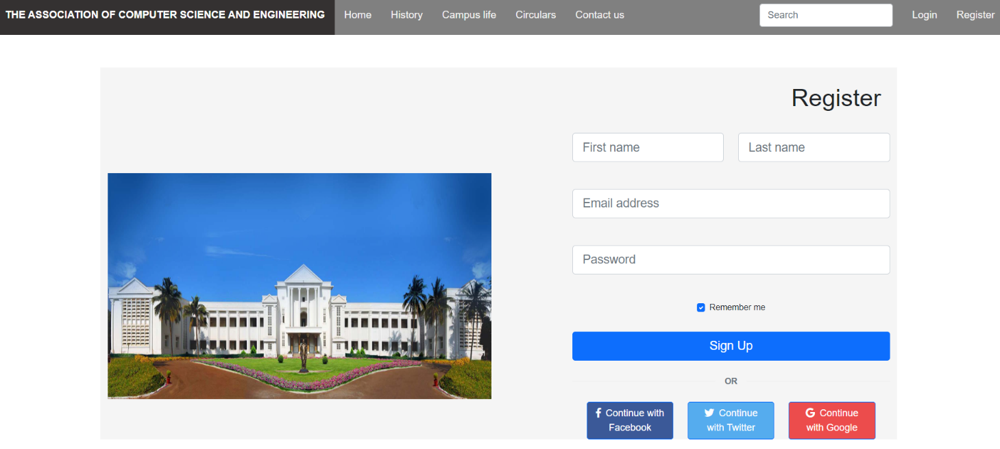 THE ASSOCIATION OF COMPUTER SCIENCE AND ENGINEERING Home History Campus life Circulars Contact us Search Login Register
Register
First name Last name
Email address
Password
Remember me
Sign Up
OR
Continue with
Facebook
Continue
with Twitter
Continue
with Google